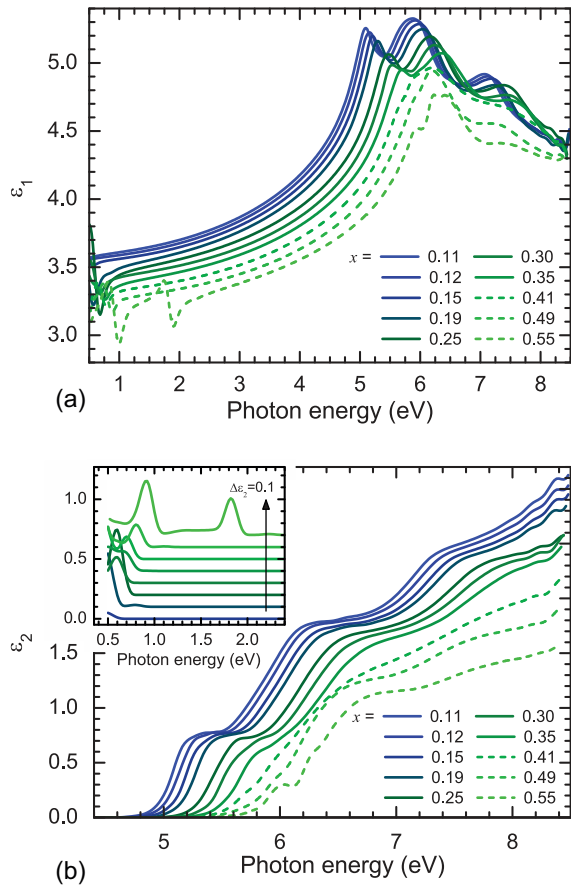 5.0
4.5
4.0
3.5
3.0
ε1
1 2 3 4 5 6 7 8
Photon energy (eV)
x =
0.11 0.30
0.12 0.35
0.15 0.41
0.19 0.49
0.25 0.55
(a)
1.0
0.5
0.0
Δε2=0.1
0.5 1.0 1.5 2.0
Photon energy (eV)
1.5
1.0
0.5
0.0
ε2
5 6 7 8
Photon energy (eV)
x =
0.11 0.30
0.12 0.35
0.15 0.41
0.19 0.49
0.25 0.55
(b)